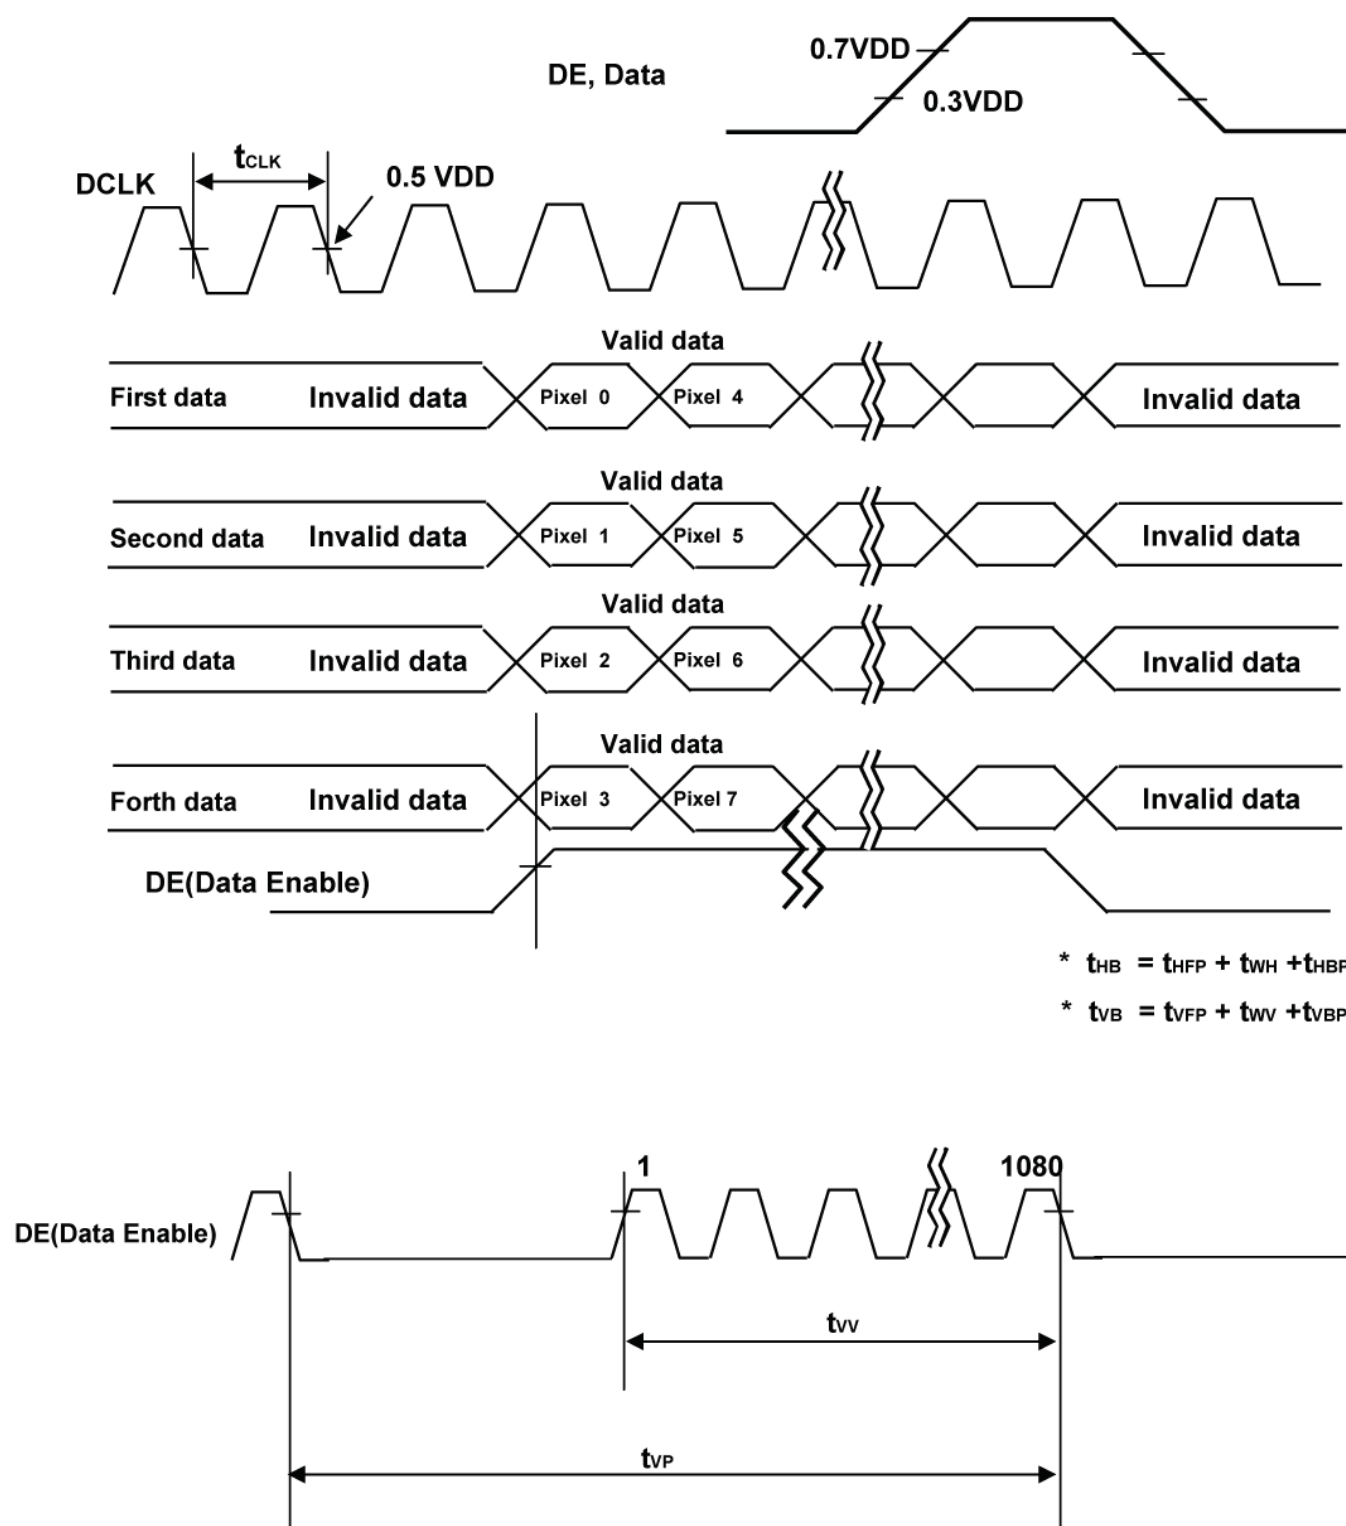 0.7VDD
DE, Data
0.3VDD
tCLK
0.5 VDD
DCLK
Valid data
First data Invalid data Pixel 0 Pixel 4 Invalid data
Valid data
Second data Invalid data Pixel 1 Pixel 5 Invalid data
Valid data
Third data Invalid data Pixel 2 Pixel 6 Invalid data
Valid data
Forth data Invalid data Pixel 3 Pixel 7 Invalid data
DE(Data Enable)
* tHB = tHFP + tWH +tHBP
* tVB = tVFP + tWV +tVBP
1 1080
DE(Data Enable)
tVV
tVP